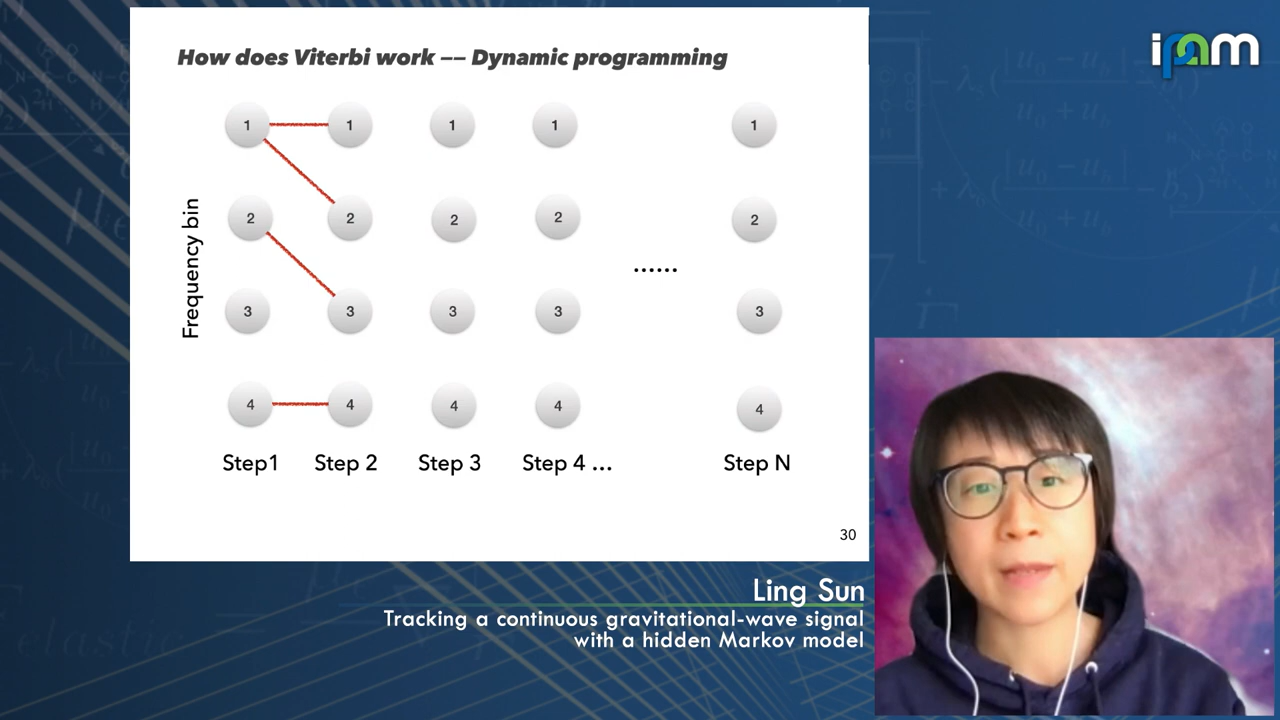 ipam
How does Viterbi work -- Dynamic programming
1 1 1 1 1
2 2 2 2 2
Frequency bin
......
3 3 3 3 3
4 4 4 4 4
Step1 Step 2 Step 3 Step 4 ... Step N
30
Ling Sun
Tracking a continuous gravitational-wave signal
with a hidden Markov model